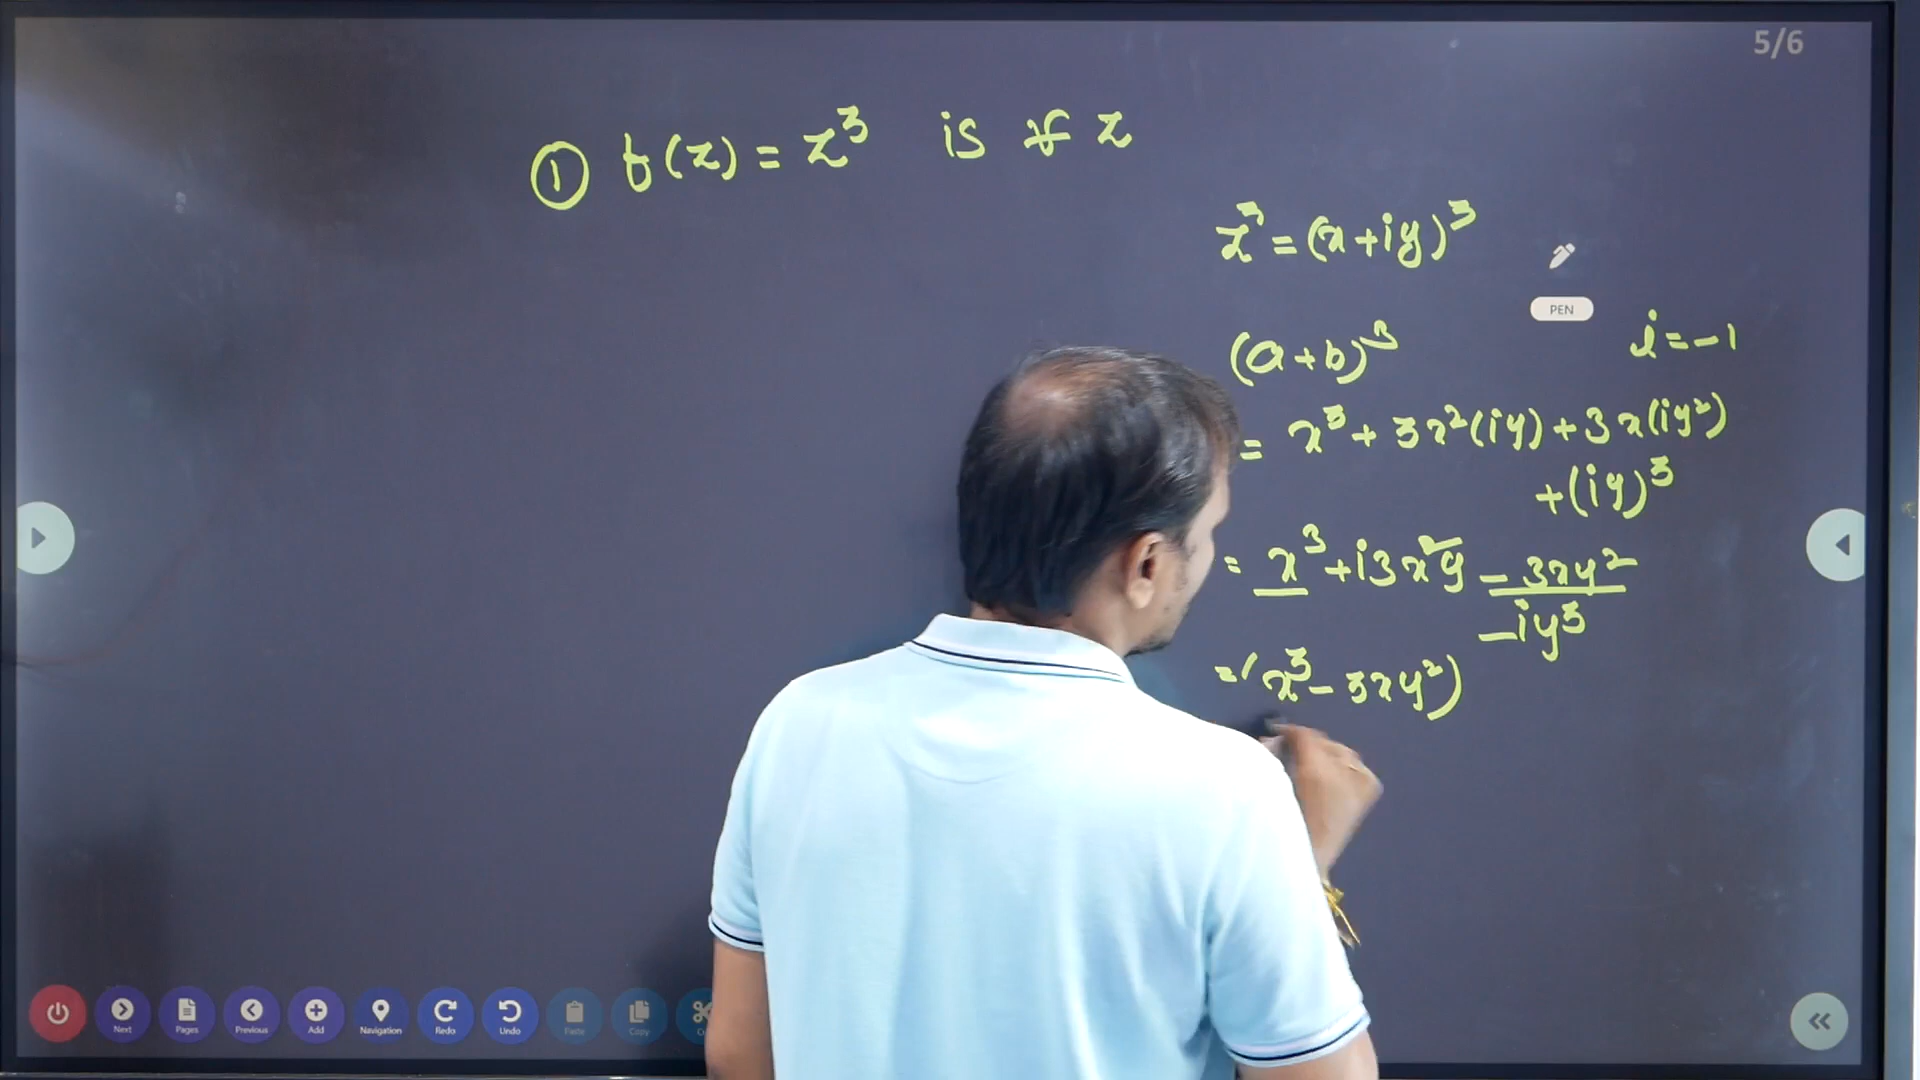 5/6
① f(z) = z³ is of z
z³ = (x+iy)³
PEN
(a+b)³
i=-1
= x³ + 3x²(iy) + 3x(iy²)
+(iy)³
= x³ + i3x²y - 3xy²
-iy³
=(x³ - 3xy²)
Next Pages Previous Add Navigation Redo Undo Paste Copy